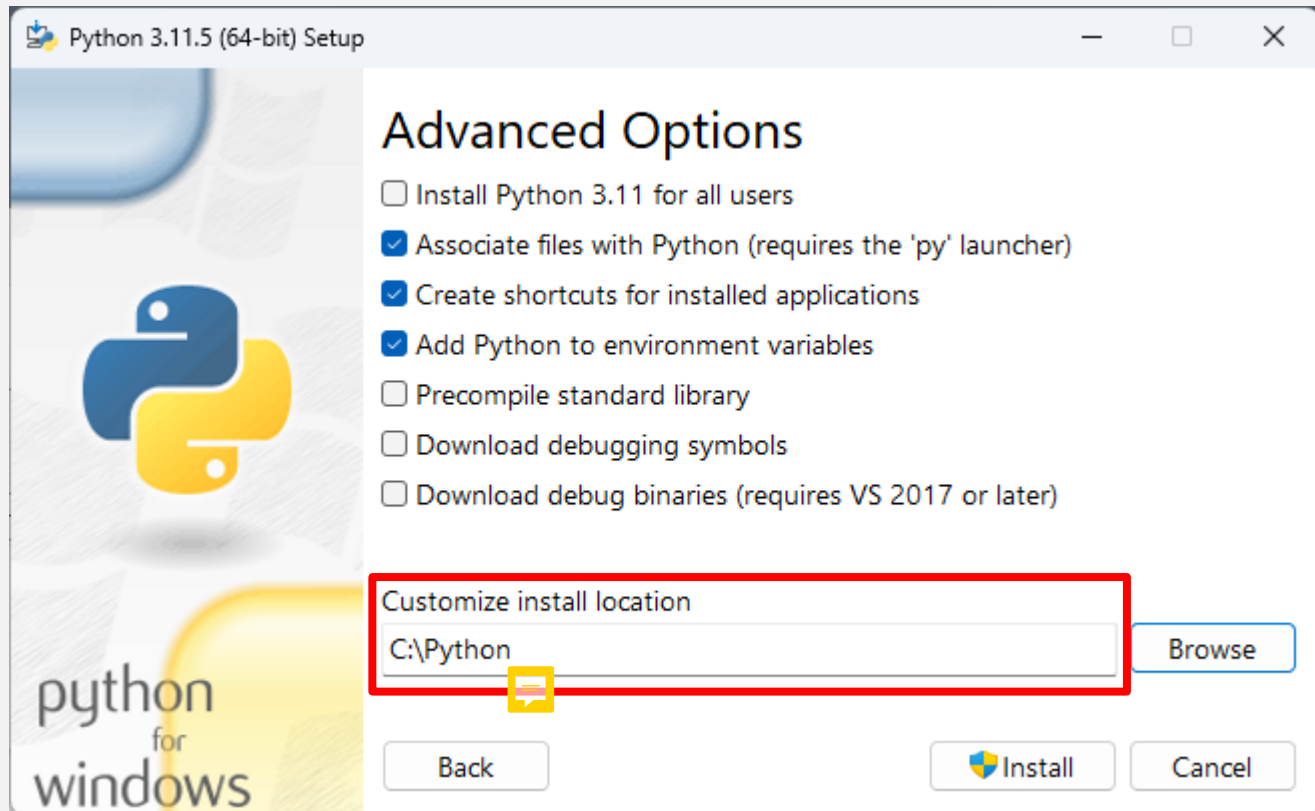 Python 3.11.5 (64-bit) Setup
Advanced Options
Install Python 3.11 for all users
Associate files with Python (requires the 'py' launcher)
Create shortcuts for installed applications
Add Python to environment variables
Precompile standard library
Download debugging symbols
Download debug binaries (requires VS 2017 or later)
Customize install location
C:\Python
Browse
python
for
windows
Back
Install
Cancel